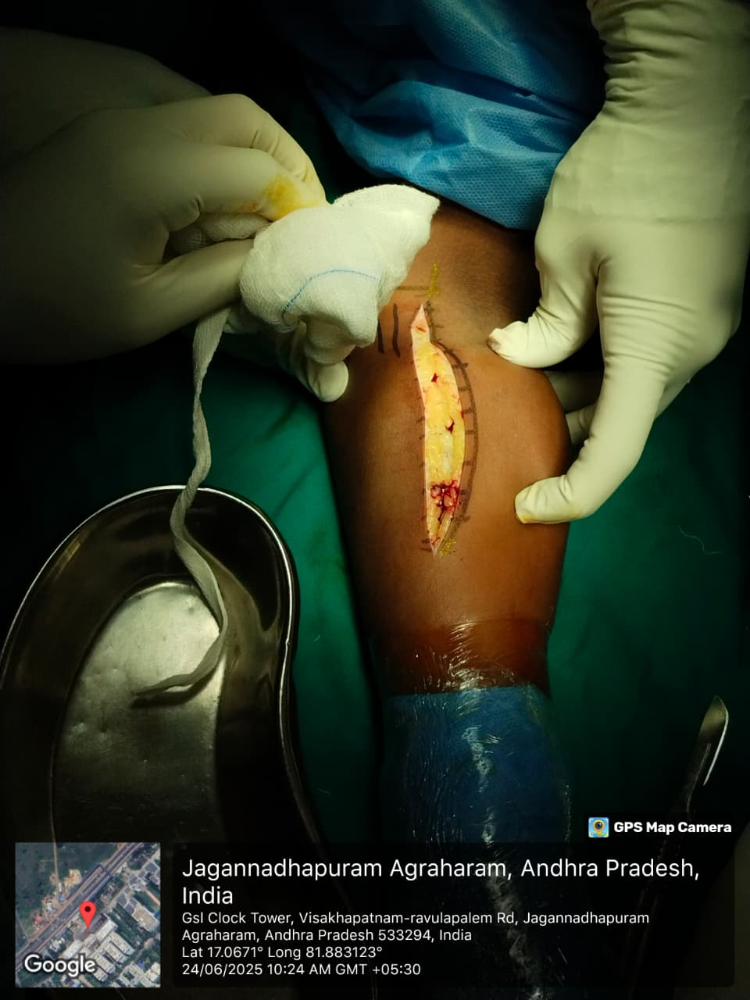 GPS Map Camera
Jagannadhapuram Agraharam, Andhra Pradesh,
India
Gsl Clock Tower, Visakhapatnam-ravulapalem Rd, Jagannadhapuram
Agraharam, Andhra Pradesh 533294, India
Lat 17.0671° Long 81.883123°
24/06/2025 10:24 AM GMT +05:30
Google